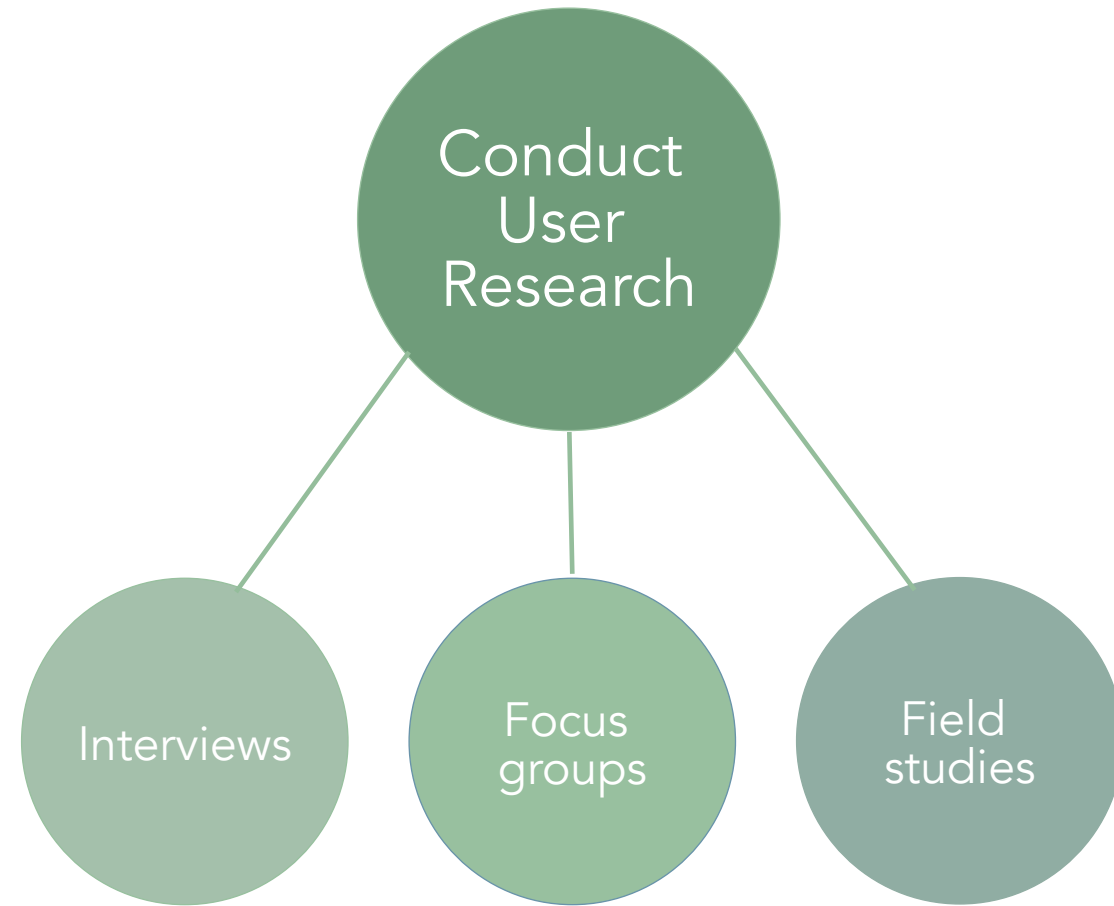 Conduct
User
Research
Interviews
Focus
groups
Field
studies